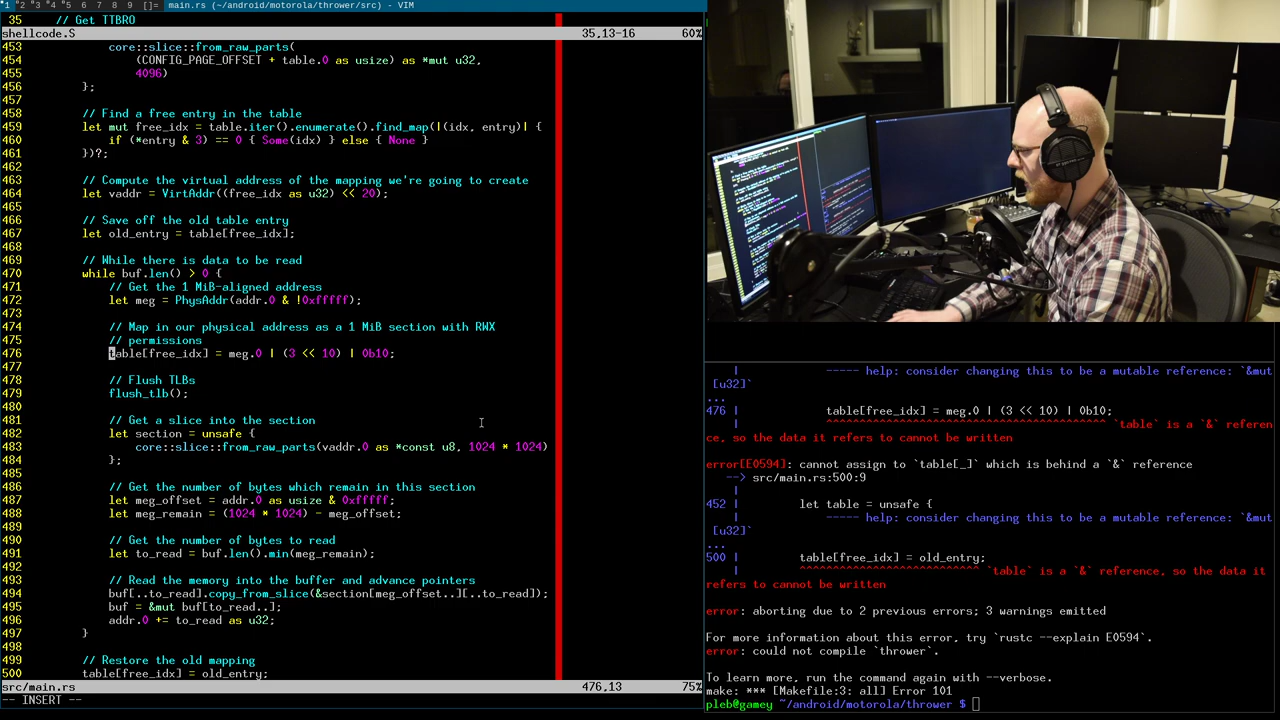 1 2 3 4 5 6 7 8 9 []= main.rs (~/android/motorola/thrower/src) - VIM
35 // Get TTBR0
shellcode.S 35,13-16 60%
453 core::slice::from_raw_parts(
454 (CONFIG_PAGE_OFFSET + table.0 as usize) as *mut u32,
455 4096)
456 };
457
458 // Find a free entry in the table
459 let mut free_idx = table.iter().enumerate().find_map(|(idx, entry)| {
460 if (*entry & 3) == 0 { Some(idx) } else { None }
461 })?;
462
463 // Compute the virtual address of the mapping we're going to create
464 let vaddr = VirtAddr((free_idx as u32) << 20);
465
466 // Save off the old table entry
467 let old_entry = table[free_idx];
468
469 // While there is data to be read
470 while buf.len() > 0 {
471 // Get the 1 MiB-aligned address
472 let meg = PhysAddr(addr.0 & !0xfffff);
473
474 // Map in our physical address as a 1 MiB section with RWX
475 // permissions
476 table[free_idx] = meg.0 | (3 << 10) | 0b10;
477
478 // Flush TLBs
479 flush_tlb();
480
481 // Get a slice into the section
482 let section = unsafe {
483 core::slice::from_raw_parts(vaddr.0 as *const u8, 1024 * 1024)
484 };
485
486 // Get the number of bytes which remain in this section
487 let meg_offset = addr.0 as usize & 0xfffff;
488 let meg_remain = (1024 * 1024) - meg_offset;
489
490 // Get the number of bytes to read
491 let to_read = buf.len().min(meg_remain);
492
493 // Read the memory into the buffer and advance pointers
494 buf[..to_read].copy_from_slice(&section[meg_offset..][..to_read]);
495 buf = &mut buf[to_read..];
496 addr.0 += to_read as u32;
497 }
498
499 // Restore the old mapping
500 table[free_idx] = old_entry;
src/main.rs 476,13 75%
-- INSERT --
| ----- help: consider changing this to be a mutable reference: `&mut
[u32]`
...
476 | table[free_idx] = meg.0 | (3 << 10) | 0b10;
| ^^^^^^^^^^^^^^^^^^^^^^^^^^^^^^^^^^^^^^^^^^ `table` is a `&` referen
ce, so the data it refers to cannot be written
error[E0594]: cannot assign to `table[_]` which is behind a `&` reference
--> src/main.rs:500:9
|
452 | let table = unsafe {
| ----- help: consider changing this to be a mutable reference: `&mut
[u32]`
...
500 | table[free_idx] = old_entry;
| ^^^^^^^^^^^^^^^^^^^^^^^^^^^ `table` is a `&` reference, so the data it
refers to cannot be written
error: aborting due to 2 previous errors; 3 warnings emitted
For more information about this error, try `rustc --explain E0594`.
error: could not compile `thrower`.
To learn more, run the command again with --verbose.
make: *** [Makefile:3: all] Error 101
pleb@gamey ~/android/motorola/thrower $